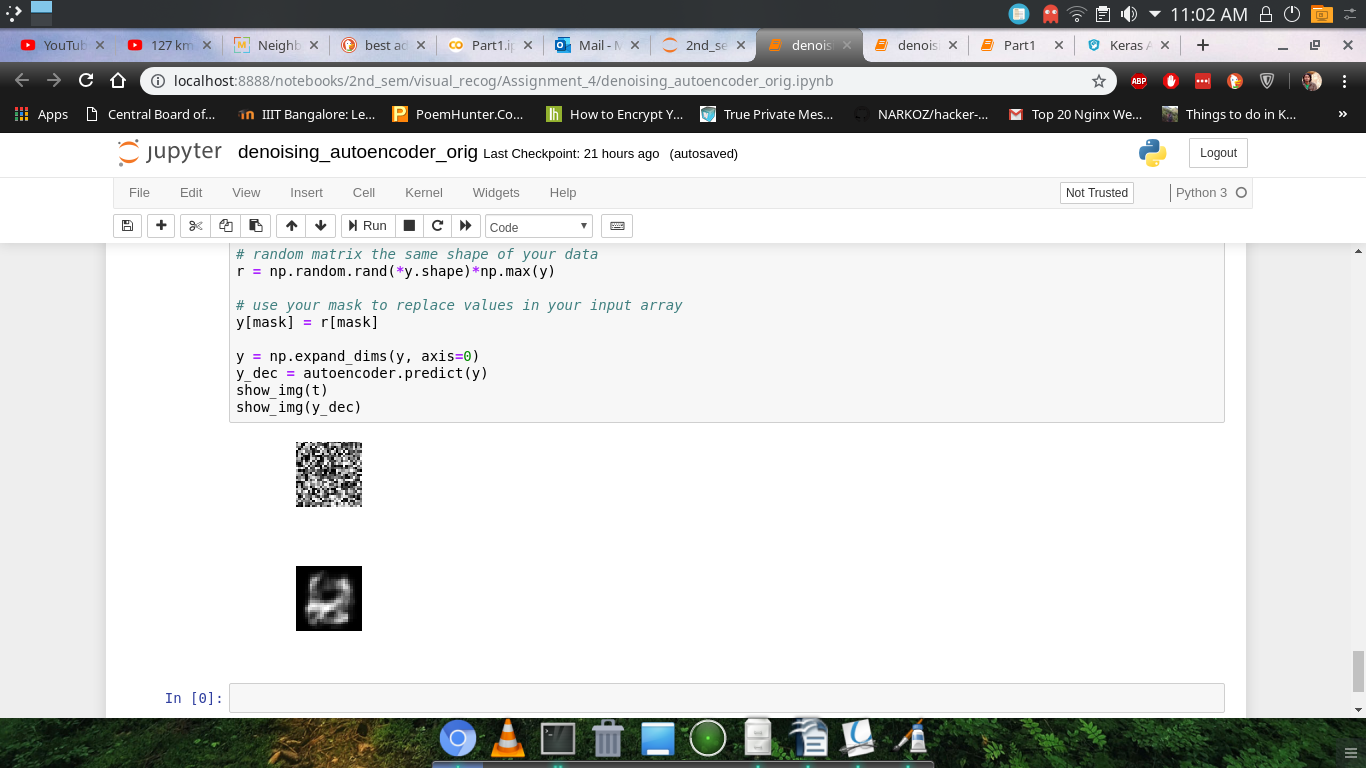 11:02 AM
YouTub
127 km
Neighb
best ad
Part1.i
Mail - M
2nd_se
denois
denois
Part1
Keras A
localhost:8888/notebooks/2nd_sem/visual_recog/Assignment_4/denoising_autoencoder_orig.ipynb
ABP
Apps
Central Board of...
IIIT Bangalore: Le...
PoemHunter.Co...
How to Encrypt Y...
True Private Mes...
NARKOZ/hacker-...
Top 20 Nginx We...
Things to do in K...
»
jupyter denoising_autoencoder_orig Last Checkpoint: 21 hours ago (autosaved)
Logout
File Edit View Insert Cell Kernel Widgets Help
Not Trusted
Python 3
Run
Code
# random matrix the same shape of your data
r = np.random.rand(*y.shape)*np.max(y)
# use your mask to replace values in your input array
y[mask] = r[mask]
y = np.expand_dims(y, axis=0)
y_dec = autoencoder.predict(y)
show_img(t)
show_img(y_dec)
In [0]: